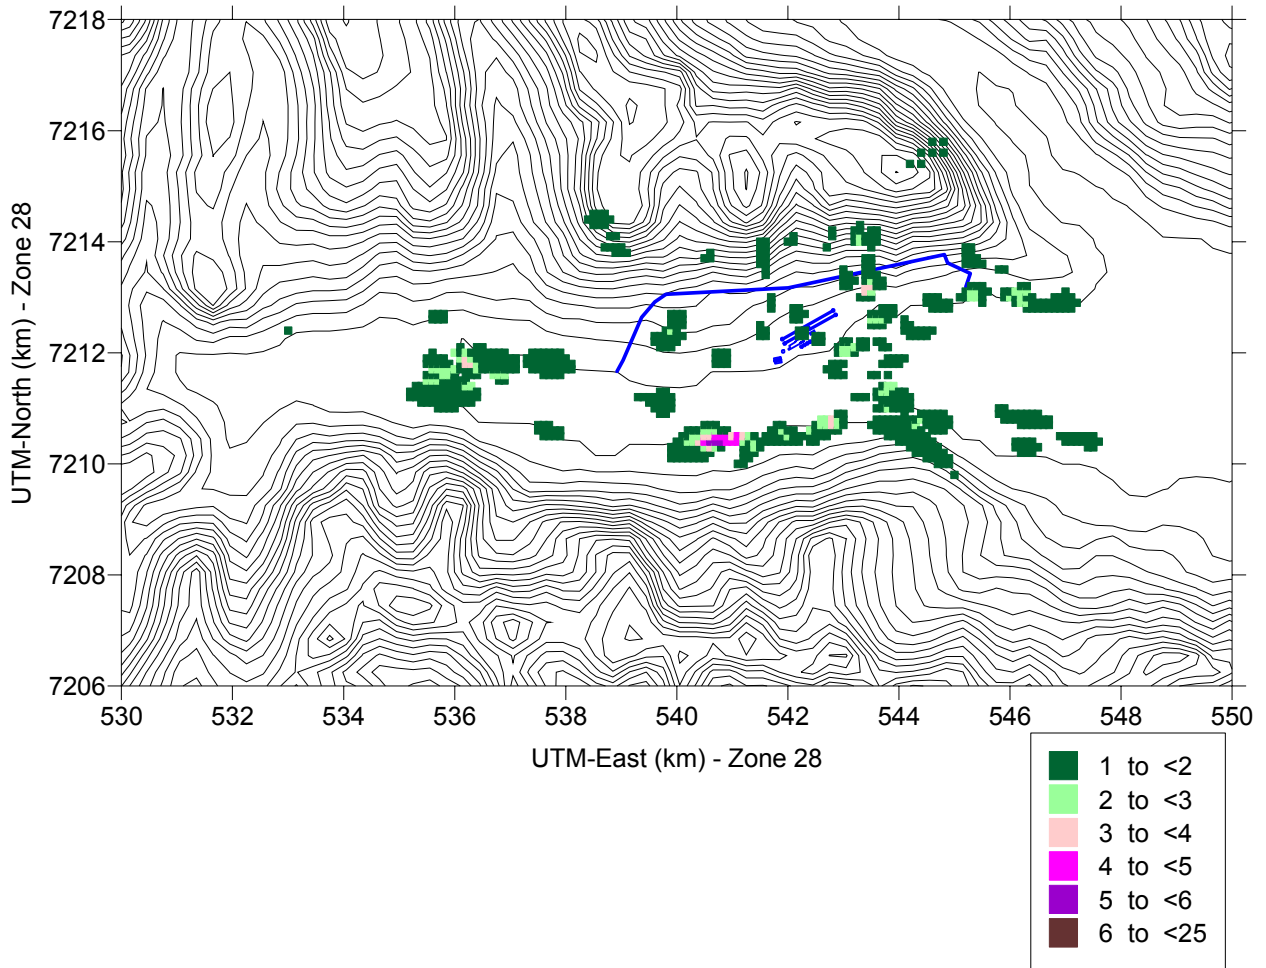 7218
7216
7214
7212
7210
7208
7206
UTM-North (km) - Zone 28
530 532 534 536 538 540 542 544 546 548 550
UTM-East (km) - Zone 28
1 to <2
2 to <3
3 to <4
4 to <5
5 to <6
6 to <25